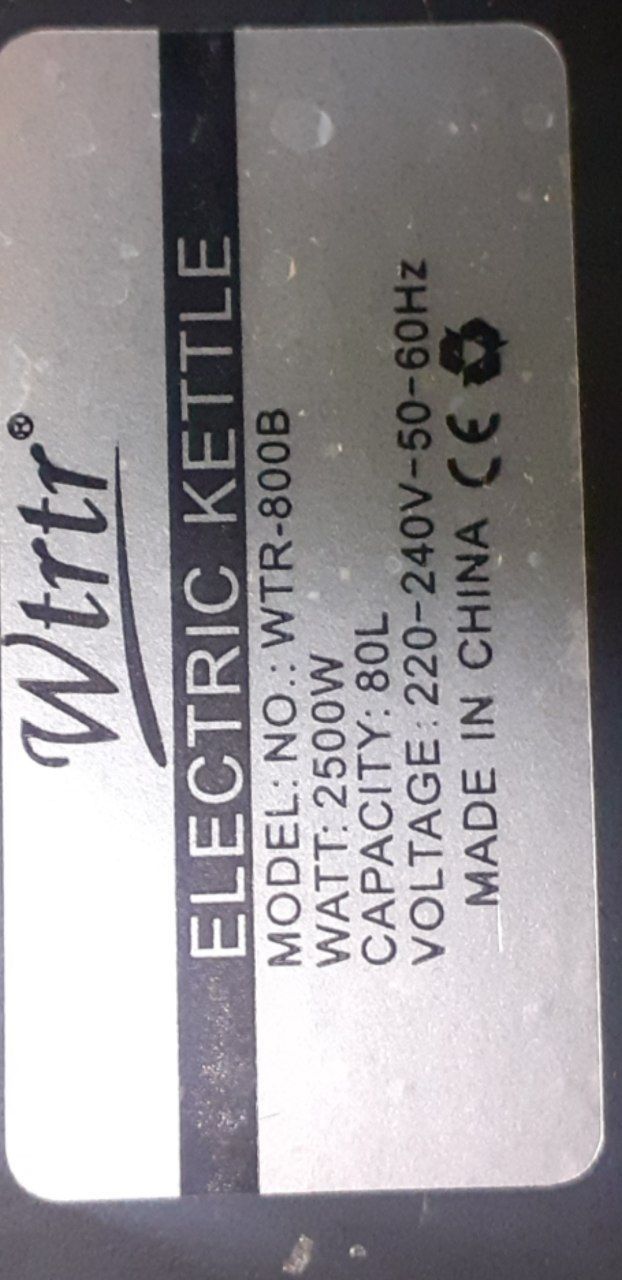 Wtrtr®
ELECTRIC KETTLE
MODEL.: NO.: WTR-800B
WATT: 2500W
CAPACITY: 80L
VOLTAGE: 220-240V-50-60Hz
MADE IN CHINA CE